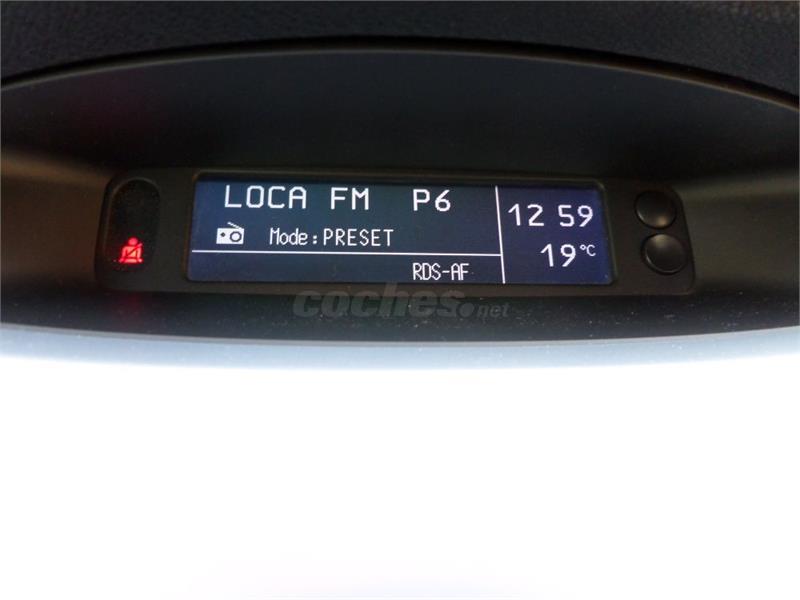 LOCA FM P6
Mode:PRESET
RDS-AF
12 59
19°C
coches.net